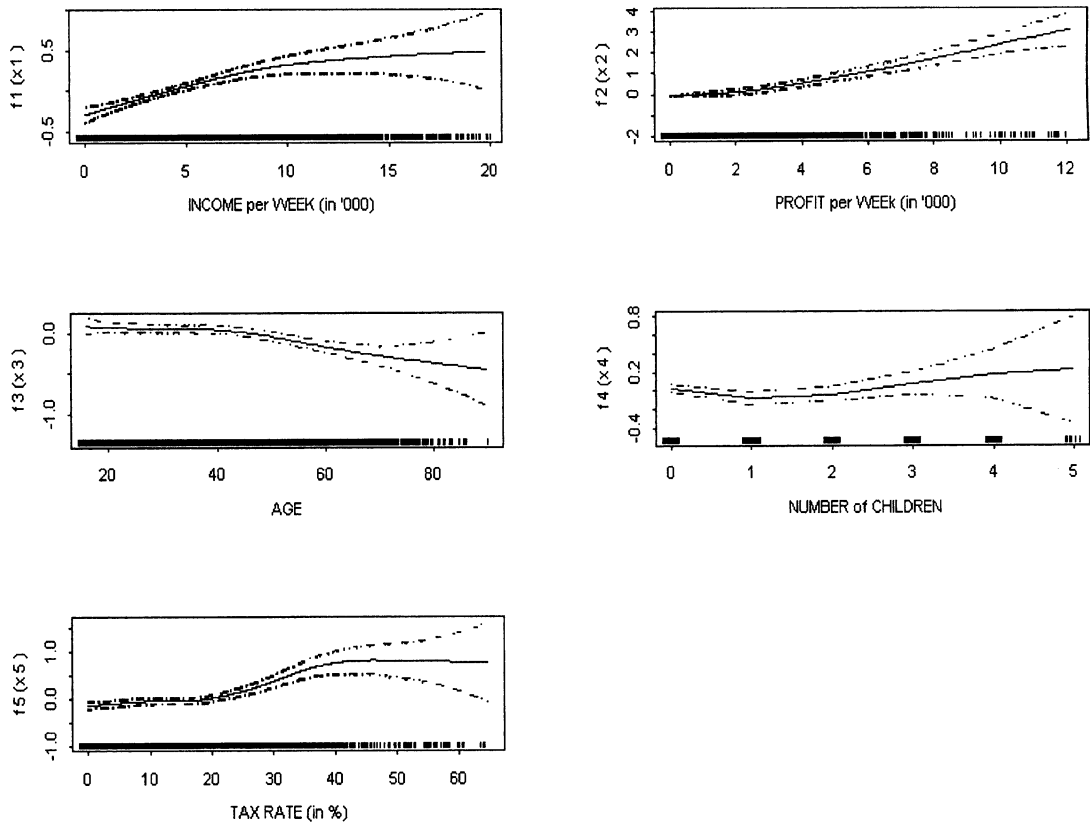 f1 (x1)
0.5
-0.5
0 5 10 15 20
INCOME per WEEK (in '000)
f2 (x2)
4
3
2
1
0
-2
0 2 4 6 8 10 12
PROFIT per WEEk (in '000)
f3 (x3)
0.0
-1.0
20 40 60 80
AGE
f4 (x4)
0.8
0.2
-0.4
0 1 2 3 4 5
NUMBER of CHILDREN
f5 (x5)
1.0
0.0
-1.0
0 10 20 30 40 50 60
TAX RATE (in %)